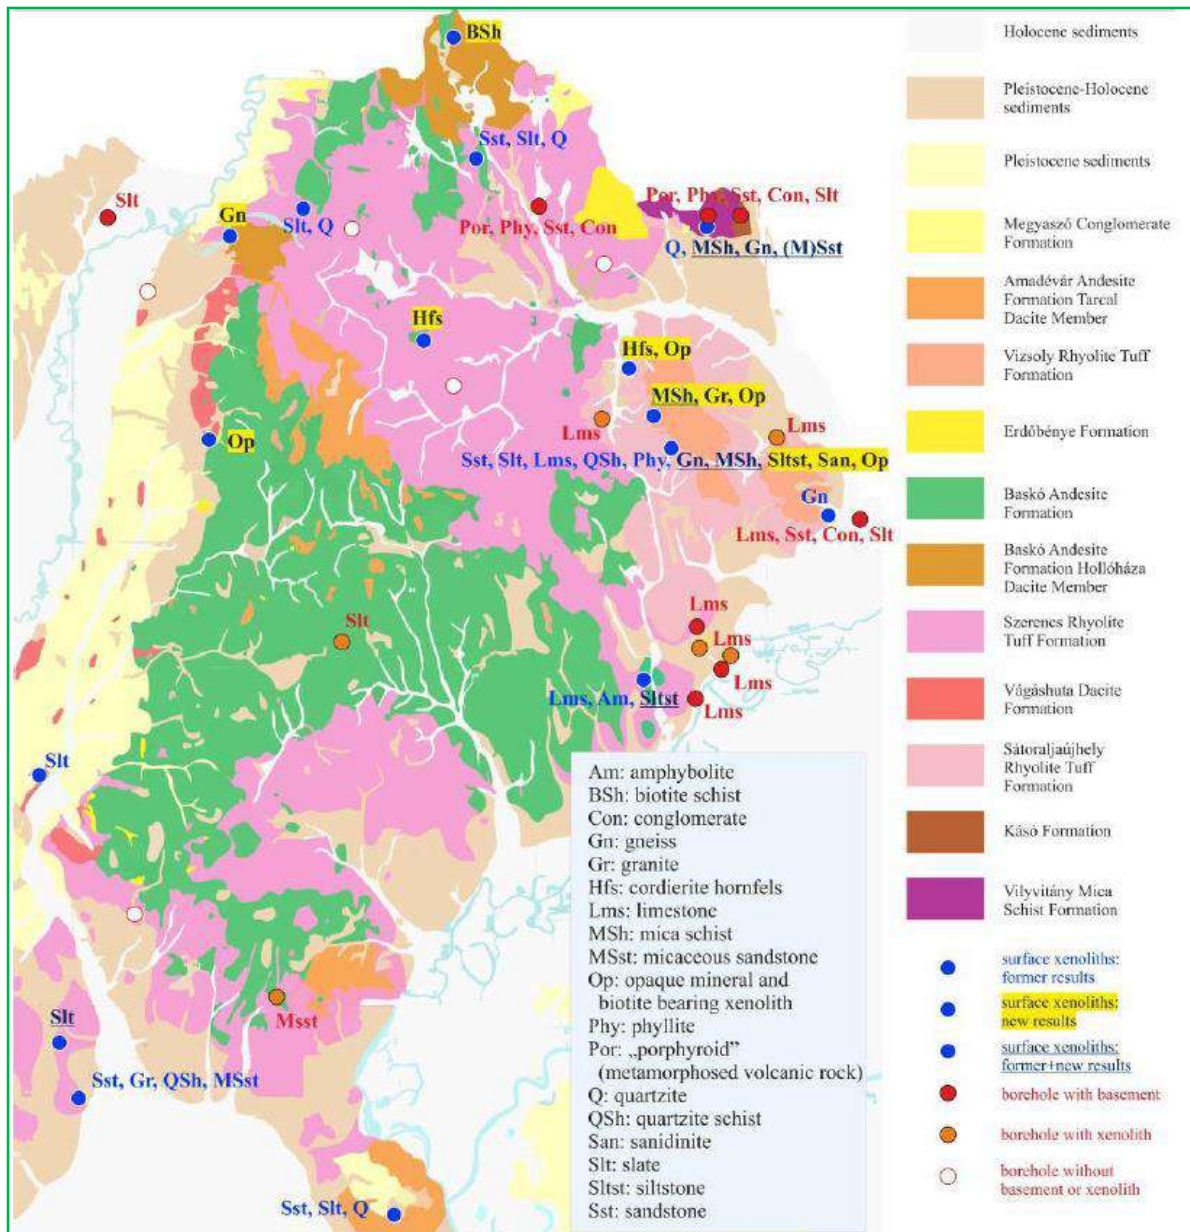 BSh
Sst, Slt, Q
Slt
Gn
Slt, Q
Por, Phy, Sst, Con
Por, Phy, Sst, Con, Slt
Q, MSh, Gn, (M)Sst
Hfs
Hfs, Op
MSh, Gr, Op
Lms
Lms
Op
Sst, Slt, Lms, QSh, Phy, Gn, MSh, Sltst, San, Op
Gn
Lms, Sst, Con, Slt
Lms
Slt
Lms
Lms
Lms, Am, Sltst
Lms
Slt
Msst
Slt
Sst, Gr, QSh, MSst
Sst, Slt, Q
Am: amphybolite
BSh: biotite schist
Con: conglomerate
Gn: gneiss
Gr: granite
Hfs: cordierite hornfels
Lms: limestone
MSh: mica schist
MSst: micaceous sandstone
Op: opaque mineral and
biotite bearing xenolith
Phy: phyllite
Por: „porphyroid”
(metamorphosed volcanic rock)
Q: quartzite
QSh: quartzite schist
San: sanidinite
Slt: slate
Sltst: siltstone
Sst: sandstone
Holocene sediments
Pleistocene-Holocene
sediments
Pleistocene sediments
Megyaszó Conglomerate
Formation
Amadévár Andesite
Formation Tarcal
Dacite Member
Vizsoly Rhyolite Tuff
Formation
Erdőbénye Formation
Baskó Andesite
Formation
Baskó Andesite
Formation Hollóháza
Dacite Member
Szerencs Rhyolite
Tuff Formation
Vágáshuta Dacite
Formation
Sátoraljaújhely
Rhyolite Tuff
Formation
Kásó Formation
Vilyvitány Mica
Schist Formation
surface xenoliths:
former results
surface xenoliths:
new results
surface xenoliths:
former+new results
borehole with basement
borehole with xenolith
borehole without
basement or xenolith